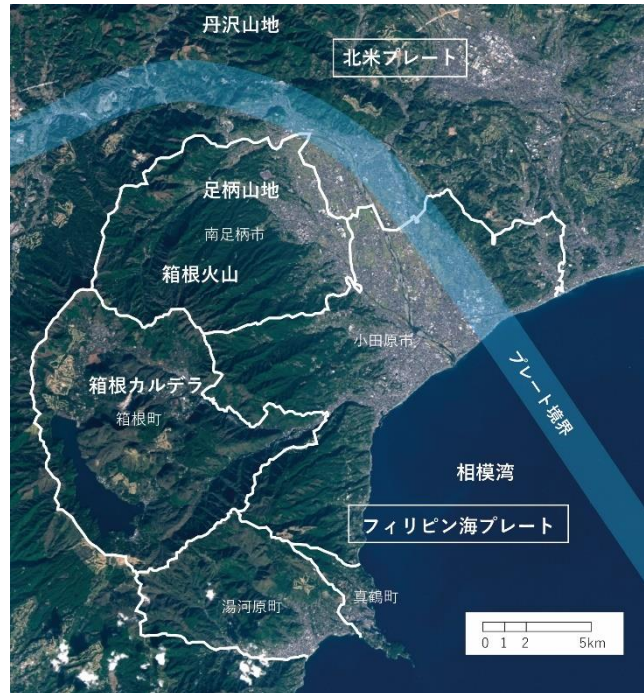 丹沢山地
北米プレート
足柄山地
南足柄市
箱根火山
小田原市
プレート境界
箱根カルデラ
箱根町
相模湾
フィリピン海プレート
湯河原町
真鶴町
0 1 2 5km